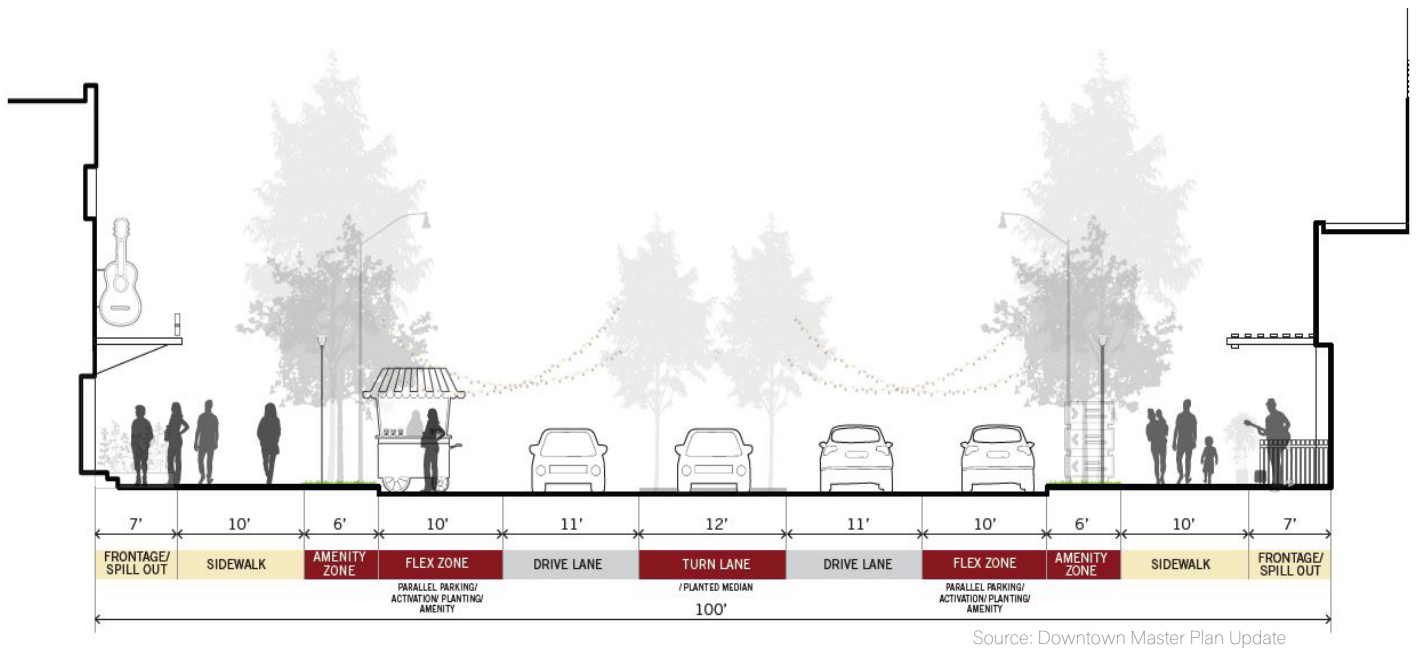 7’ 10’ 6’ 10’ 11’ 12’ 11’ 10’ 6’ 10’ 7’
FRONTAGE/
SPILL OUT
SIDEWALK
AMENITY
ZONE
FLEX ZONE
DRIVE LANE
TURN LANE
DRIVE LANE
FLEX ZONE
AMENITY
ZONE
SIDEWALK
FRONTAGE/
SPILL OUT
PARALLEL PARKING/
ACTIVATION/ PLANTING/
AMENITY
/ PLANTED MEDIAN
PARALLEL PARKING/
ACTIVATION/ PLANTING/
AMENITY
100’
Source: Downtown Master Plan Update